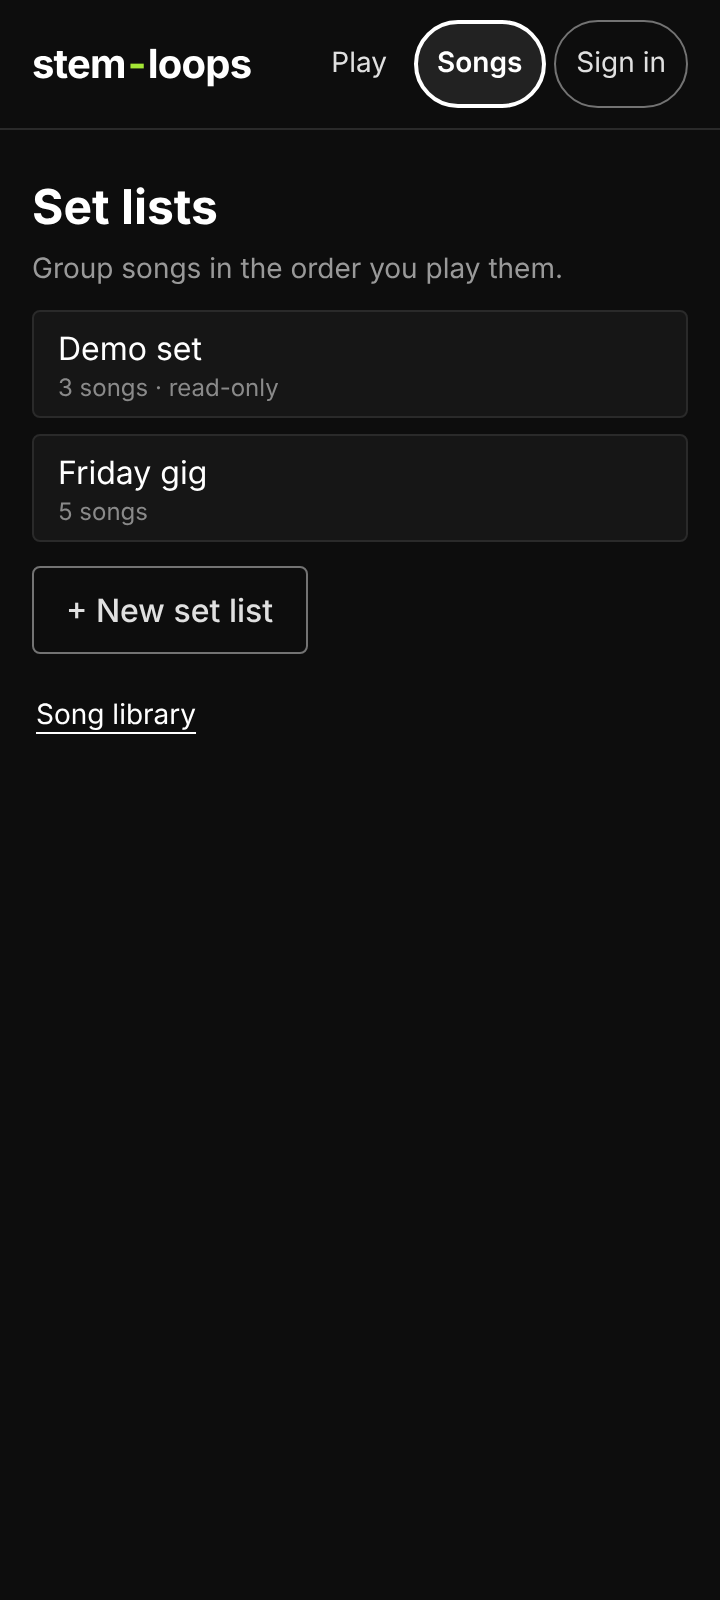 stem-loops
Play
Songs
Sign in
Set lists
Group songs in the order you play them.
Demo set
3 songs · read-only
Friday gig
5 songs
+ New set list
Song library